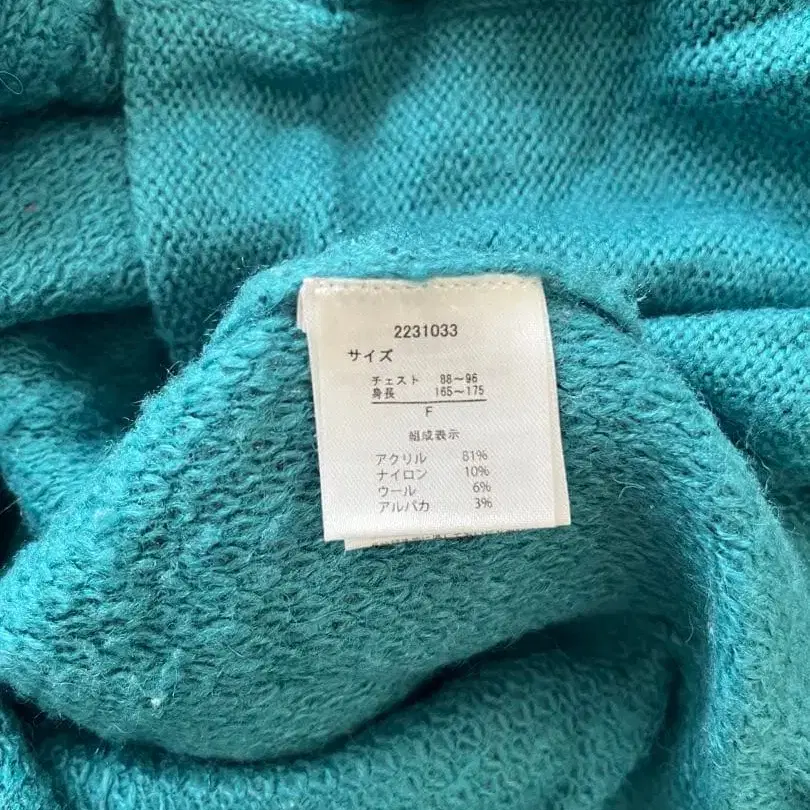 2231033
サイズ
チェスト 88～96
身長 165～175
F
組成表示
アクリル 81%
ナイロン 10%
ウール 6%
アルパカ 3%